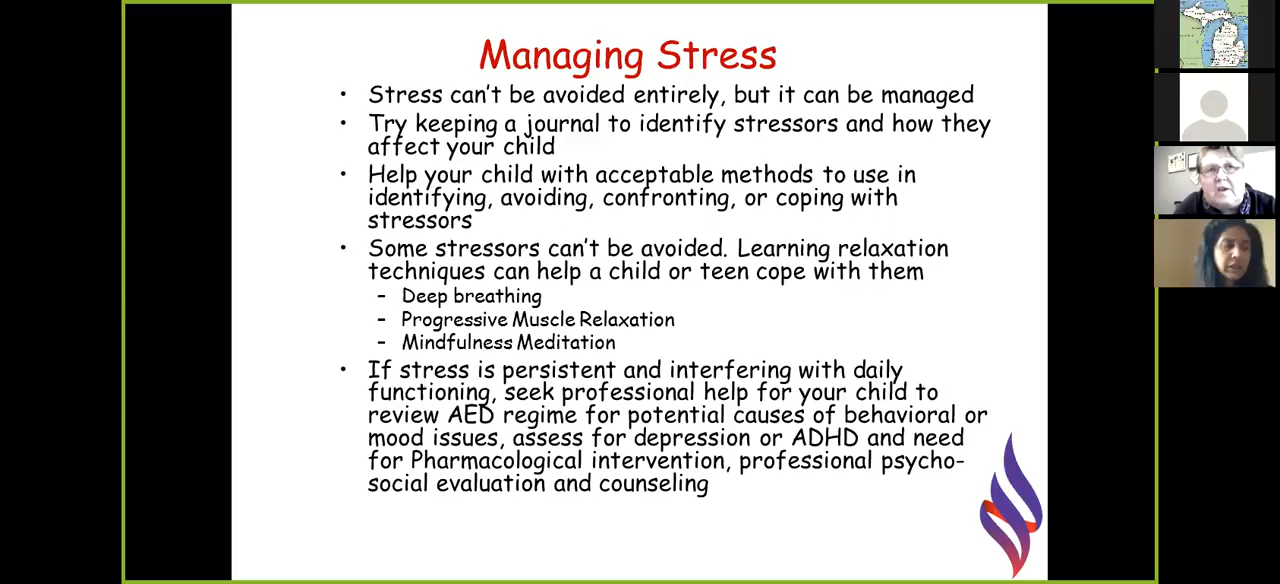 Managing Stress
• Stress can't be avoided entirely, but it can be managed
• Try keeping a journal to identify stressors and how they
affect your child
• Help your child with acceptable methods to use in
identifying, avoiding, confronting, or coping with
stressors
• Some stressors can't be avoided. Learning relaxation
techniques can help a child or teen cope with them
– Deep breathing
– Progressive Muscle Relaxation
– Mindfulness Meditation
• If stress is persistent and interfering with daily
functioning, seek professional help for your child to
review AED regime for potential causes of behavioral or
mood issues, assess for depression or ADHD and need
for Pharmacological intervention, professional psycho-
social evaluation and counseling